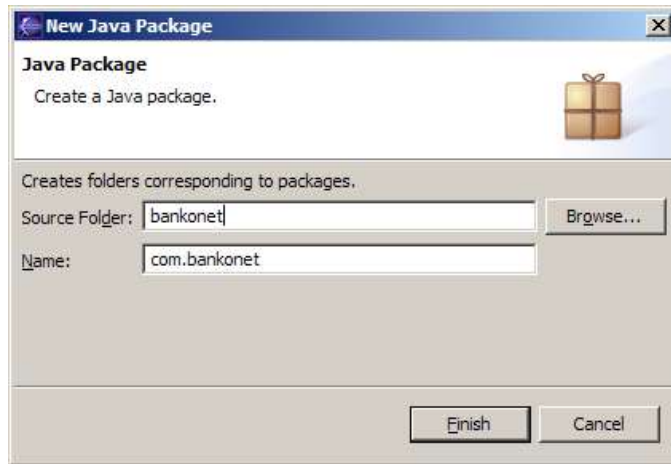 New Java Package
Java Package
Create a Java package.
Creates folders corresponding to packages.
Source Folder: bankonet Browse...
Name: com.bankonet
Finish Cancel